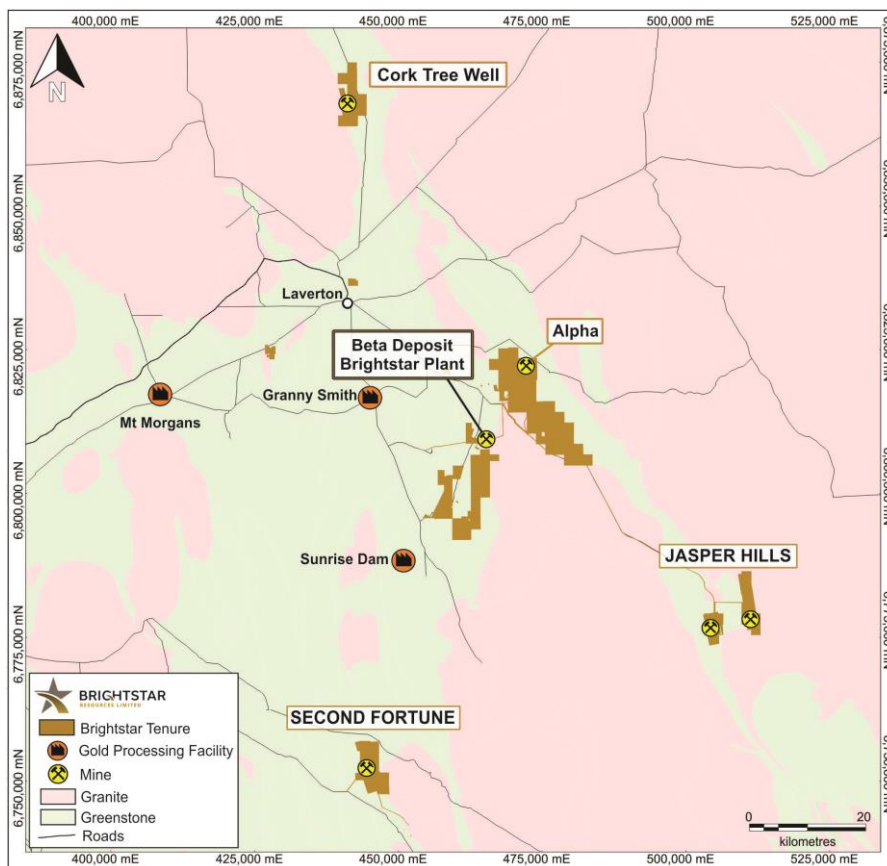 400,000 mE
425,000 mE
450,000 mE
475,000 mE
500,000 mE
525,000 mE
6,875,000 mN
N
Cork Tree Well
6,850,000 mN
Laverton
Beta Deposit
Brightstar Plant
Alpha
6,825,000 mN
Granny Smith
Mt Morgans
6,800,000 mN
Sunrise Dam
JASPER HILLS
6,775,000 mN
BRIGHTSTAR
RESOURCES LIMITED
SECOND FORTUNE
Brightstar Tenure
Gold Processing Facility
Mine
Granite
Greenstone
Roads
6,750,000 mN
0 20
kilometres
400,000 mE
425,000 mE
450,000 mE
475,000 mE
500,000 mE
525,000 mE